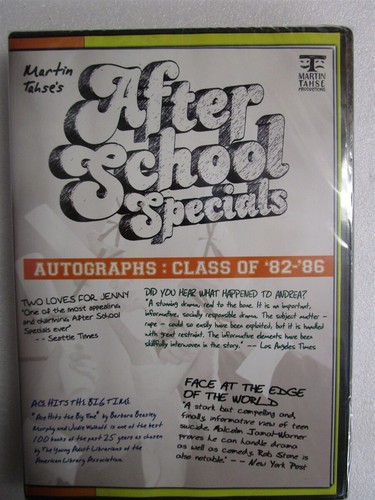 Martin
Tahse's
After
School
Specials
MARTIN
TAHSE
PRODUCTIONS
AUTOGRAPHS : CLASS OF '82-'86
TWO LOVES FOR JENNY
"One of the most appealing
and charming After School
Specials ever"
-- Seattle Times
DID YOU HEAR WHAT HAPPENED TO ANDREA?
"A stunning drama, real to the bone. It is an important,
informative, socially responsible drama. The subject matter -
rape - could so easily have been exploited, but it is handled
with great restraint. The informative elements have been
skillfully interwoven in the story." -- Los Angeles Times
ACE HITS THE BIG TIME
"Ace Hits the Big Time" by Barbara Beasley
Murphy and Judie Wolkoff is one of the best
100 books of the past 25 years as chosen
by The Young Adult Librarians of the
American Library Association.
FACE AT THE EDGE
OF THE WORLD
"A stark but compelling and,
finally, informative view of teen
suicide. Malcolm Jamal-Warner
proves he can handle drama
as well as comedy. Rob Stone is
also notable," -- New York Post